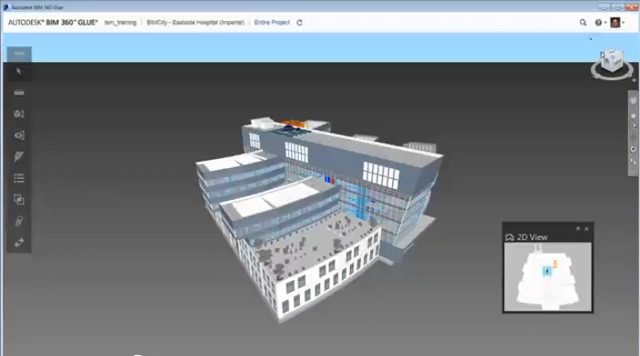 Autodesk BIM 360 Glue
AUTODESK® BIM 360™ GLUE® bim_training / BIMCity - Eastside Hospital (Imperial) / Entire Project
2D View